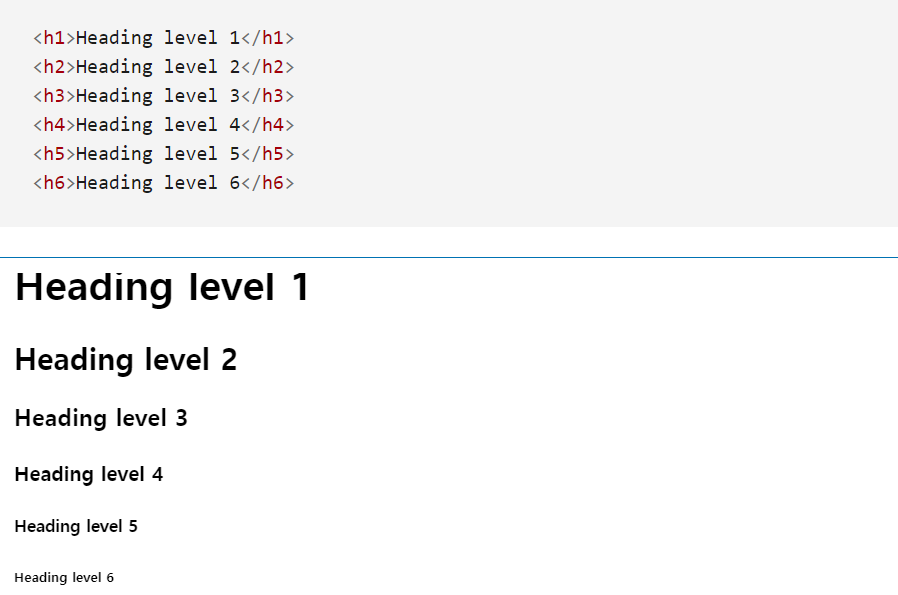 <h1>Heading level 1</h1>
<h2>Heading level 2</h2>
<h3>Heading level 3</h3>
<h4>Heading level 4</h4>
<h5>Heading level 5</h5>
<h6>Heading level 6</h6>
Heading level 1
Heading level 2
Heading level 3
Heading level 4
Heading level 5
Heading level 6